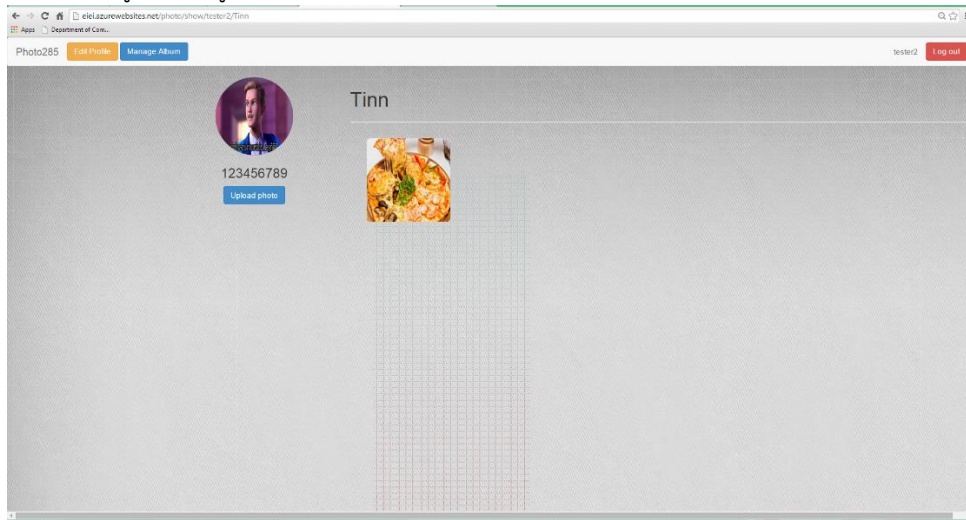 eiei.azurewebsites.net/photo/show/tester2/Tinn
Apps Department of Com...
Photo285 Edit Profile Manage Album tester2 Log out
Tinn
123456789
Upload photo